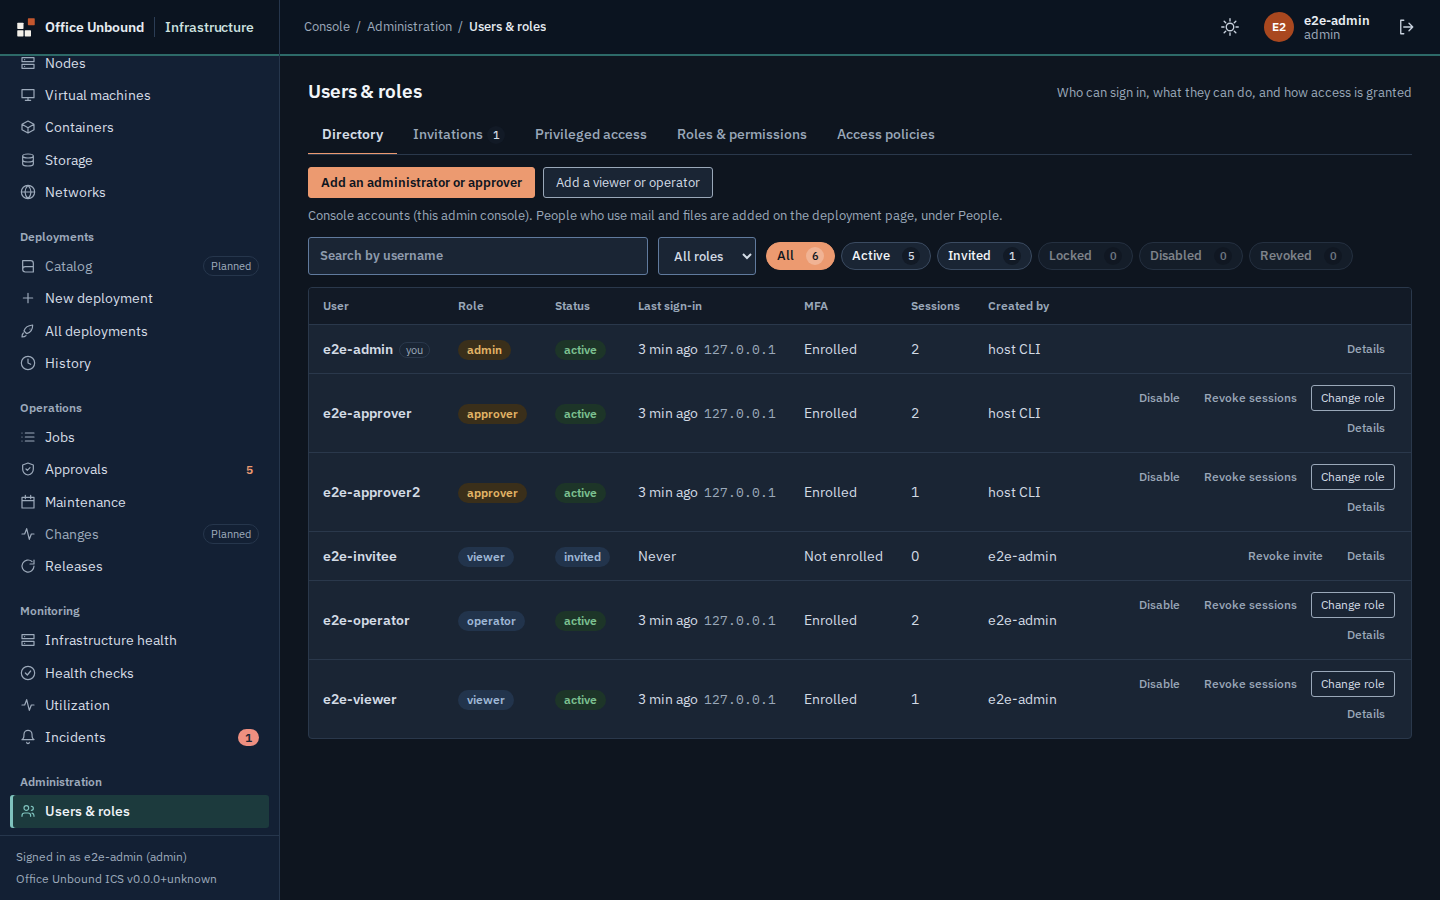 Office Unbound Infrastructure
Console / Administration / Users & roles
E2 e2e-admin
admin
Nodes
Virtual machines
Containers
Storage
Networks
Deployments
Catalog Planned
New deployment
All deployments
History
Operations
Jobs
Approvals 5
Maintenance
Changes Planned
Releases
Monitoring
Infrastructure health
Health checks
Utilization
Incidents 1
Administration
Users & roles
Signed in as e2e-admin (admin)
Office Unbound ICS v0.0.0+unknown
Users & roles
Who can sign in, what they can do, and how access is granted
Directory Invitations 1 Privileged access Roles & permissions Access policies
Add an administrator or approver Add a viewer or operator
Console accounts (this admin console). People who use mail and files are added on the deployment page, under People.
Search by username All roles All 6 Active 5 Invited 1 Locked 0 Disabled 0 Revoked 0
User Role Status Last sign-in MFA Sessions Created by
e2e-admin you admin active 3 min ago 127.0.0.1 Enrolled 2 host CLI Details
e2e-approver approver active 3 min ago 127.0.0.1 Enrolled 2 host CLI Disable Revoke sessions Change role
Details
e2e-approver2 approver active 3 min ago 127.0.0.1 Enrolled 1 host CLI Disable Revoke sessions Change role
Details
e2e-invitee viewer invited Never Not enrolled 0 e2e-admin Revoke invite Details
e2e-operator operator active 3 min ago 127.0.0.1 Enrolled 2 e2e-admin Disable Revoke sessions Change role
Details
e2e-viewer viewer active 3 min ago 127.0.0.1 Enrolled 1 e2e-admin Disable Revoke sessions Change role
Details